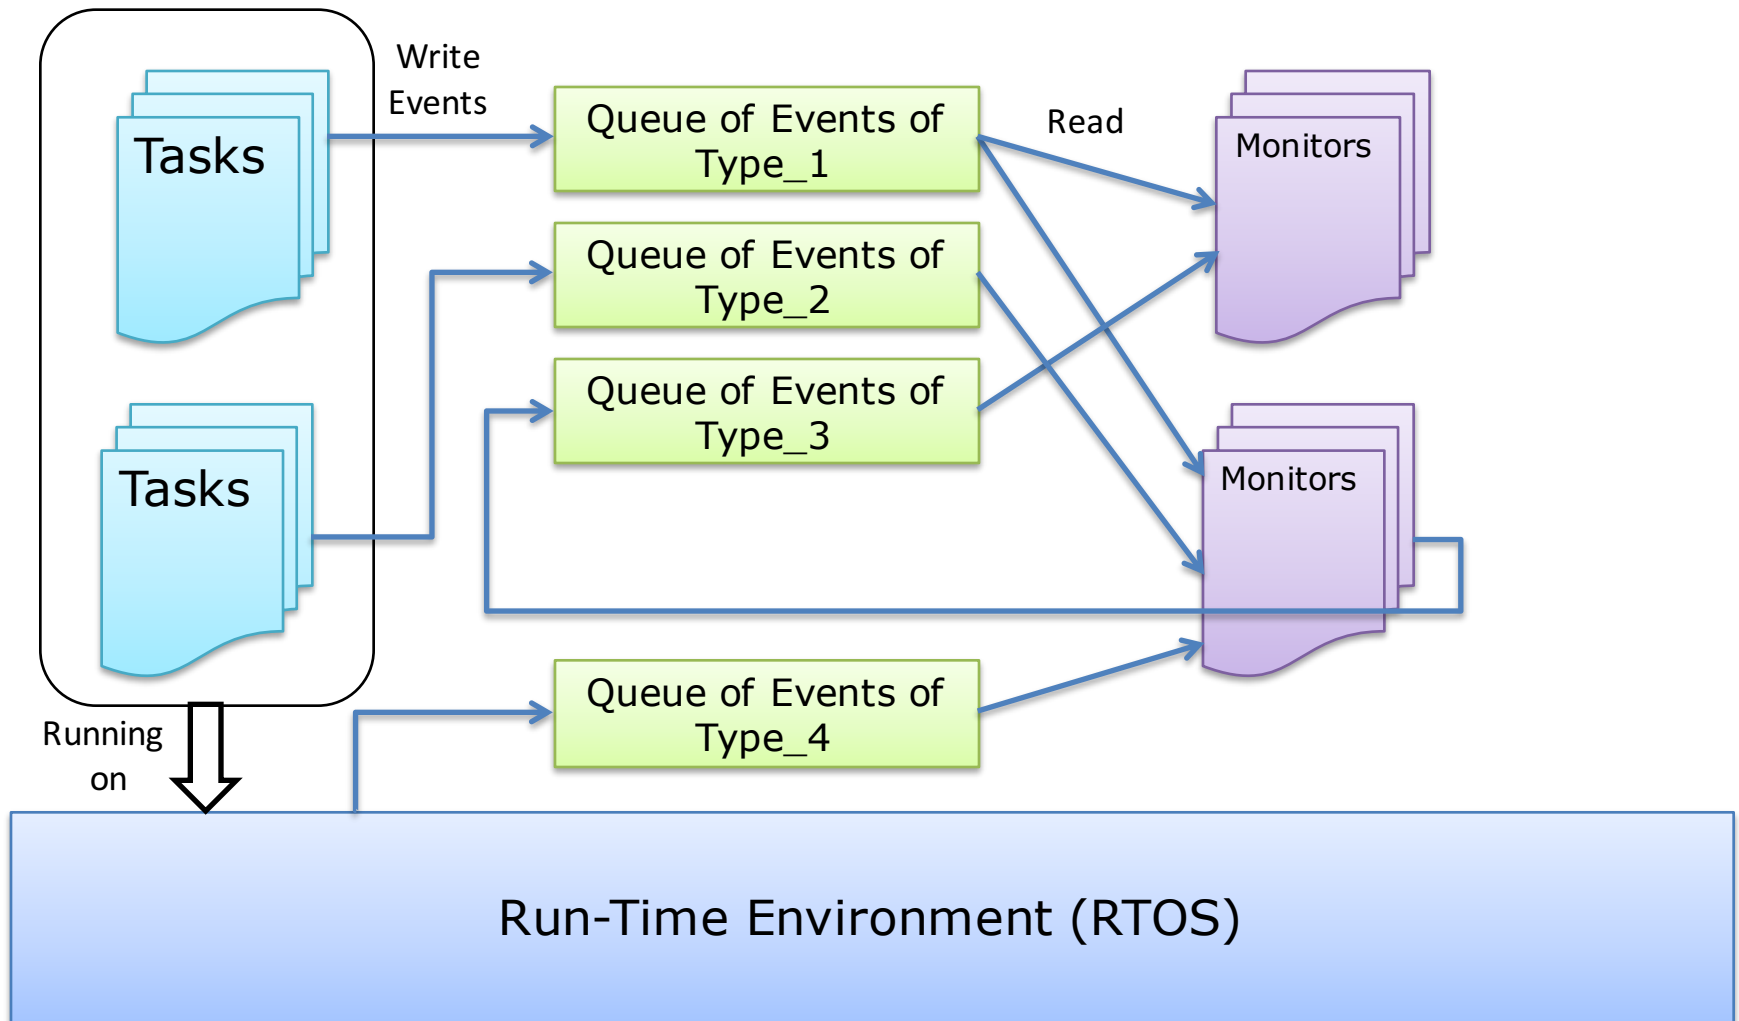 Write
Events
Tasks
Queue of Events of
Type_1
Read
Monitors
Queue of Events of
Type_2
Queue of Events of
Type_3
Tasks
Monitors
Queue of Events of
Type_4
Running
on
Run-Time Environment (RTOS)